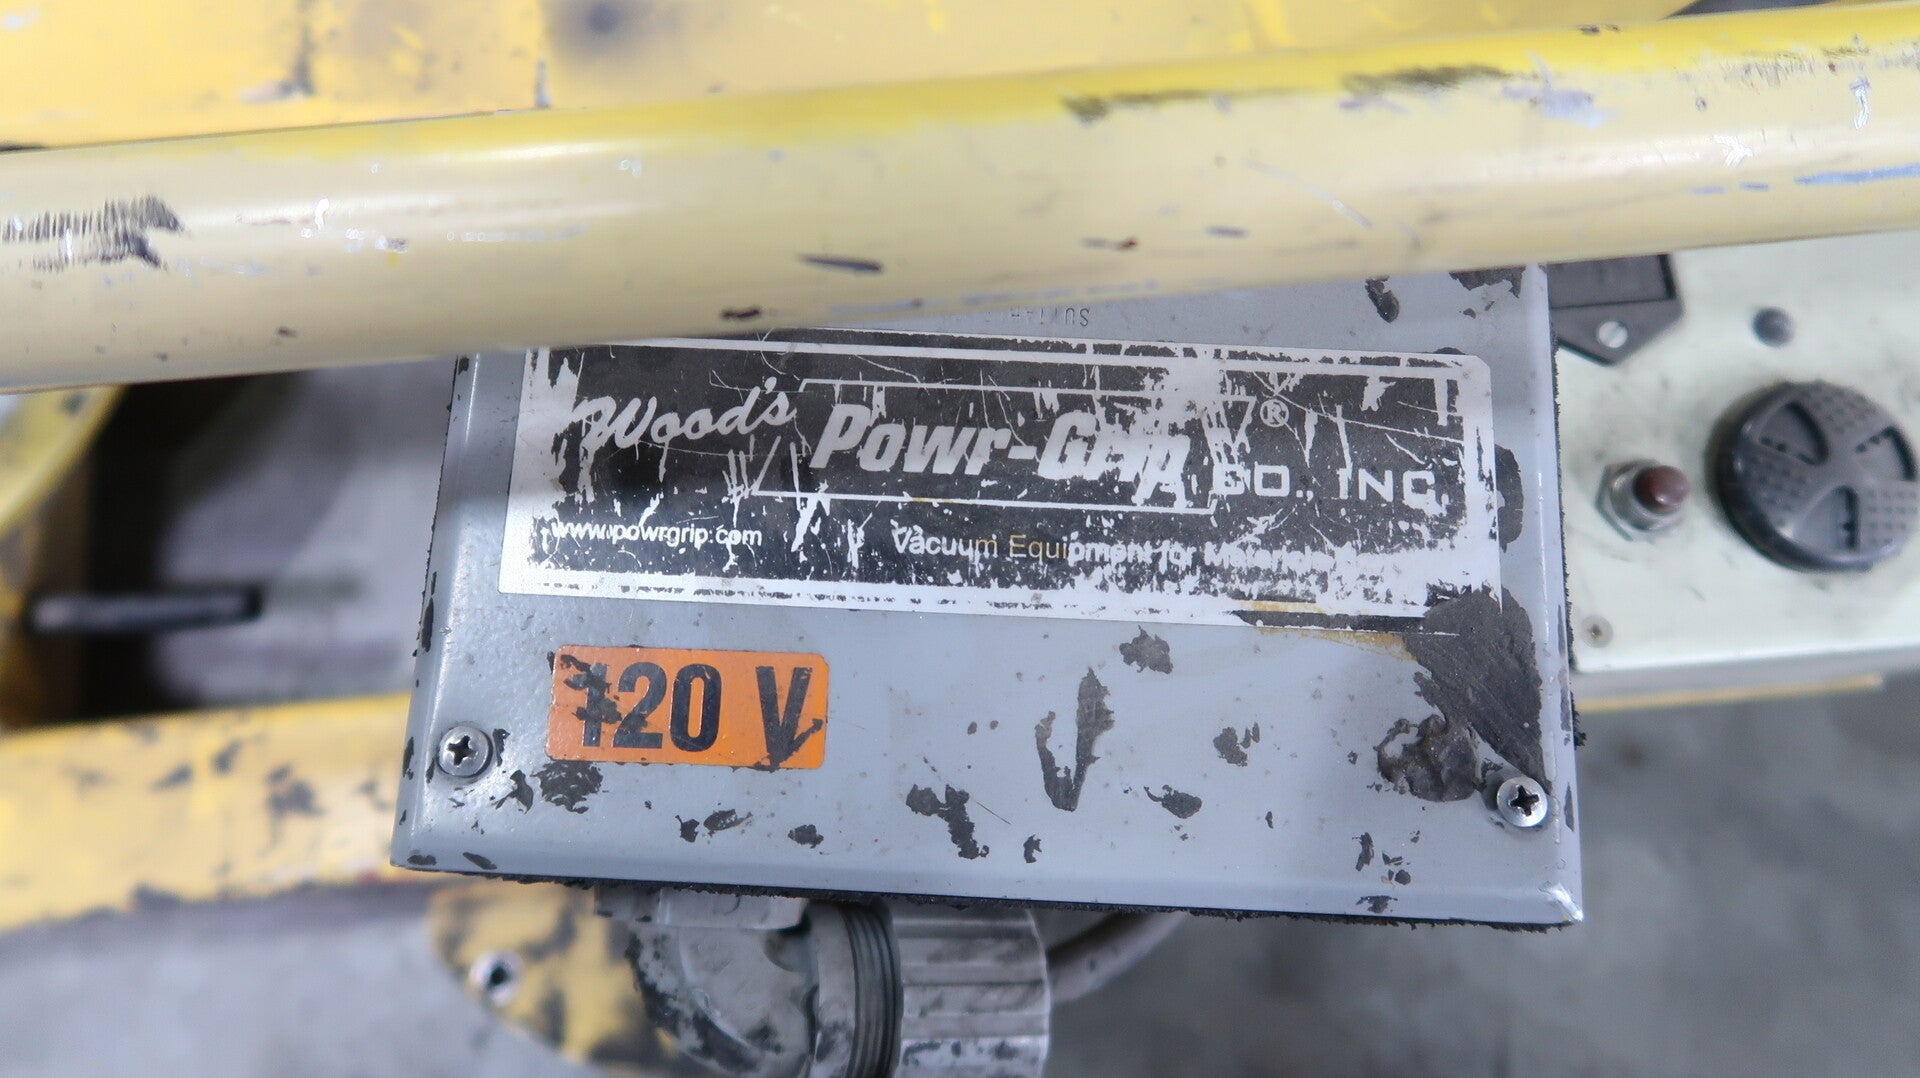 Wood's Powr-Grip® CO., INC.
www.powrgrip.com
Vacuum Equipment for
120 V